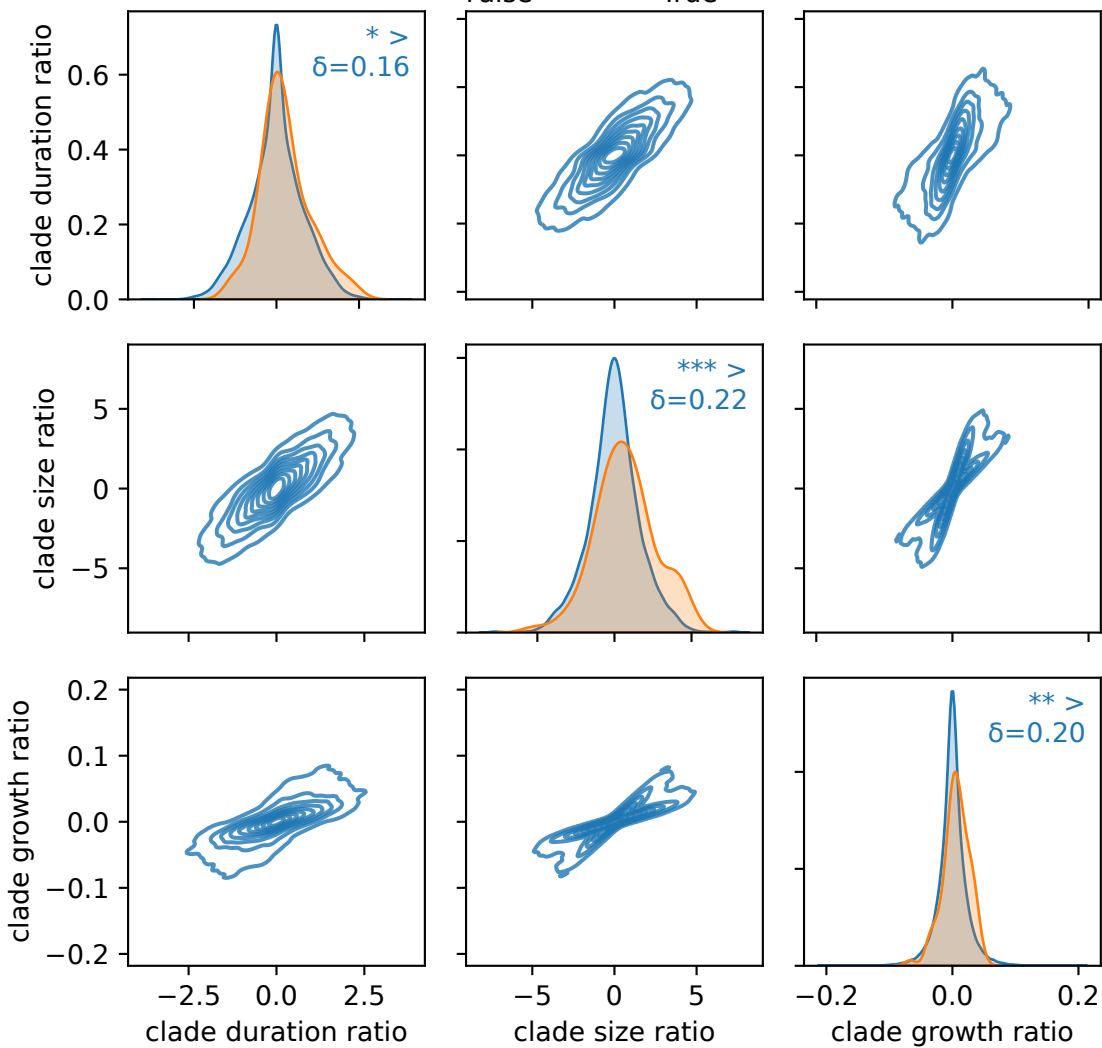 clade duration ratio
0.6
0.4
0.2
0.0
* >
δ=0.16
clade size ratio
5
0
−5
*** >
δ=0.22
clade growth ratio
0.2
0.1
0.0
−0.1
−0.2
** >
δ=0.20
−2.5 0.0 2.5
−5 0 5
−0.2 0.0 0.2
clade duration ratio
clade size ratio
clade growth ratio